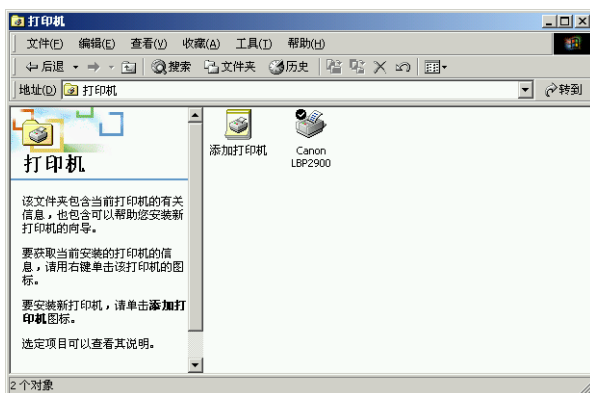 打印机
文件(F) 编辑(E) 查看(V) 收藏(A) 工具(T) 帮助(H)
后退 搜索 文件夹 历史
地址(D) 打印机 转到
打印机
该文件夹包含当前打印机的有关
信息，也包含可以帮助您安装新
打印机的向导。
要获取当前安装的打印机的信
息，请用右键单击该打印机的图
标。
要安装新打印机，请单击添加打
印机图标。
选定项目可以查看其说明。
添加打印机
Canon
LBP2900
2 个对象